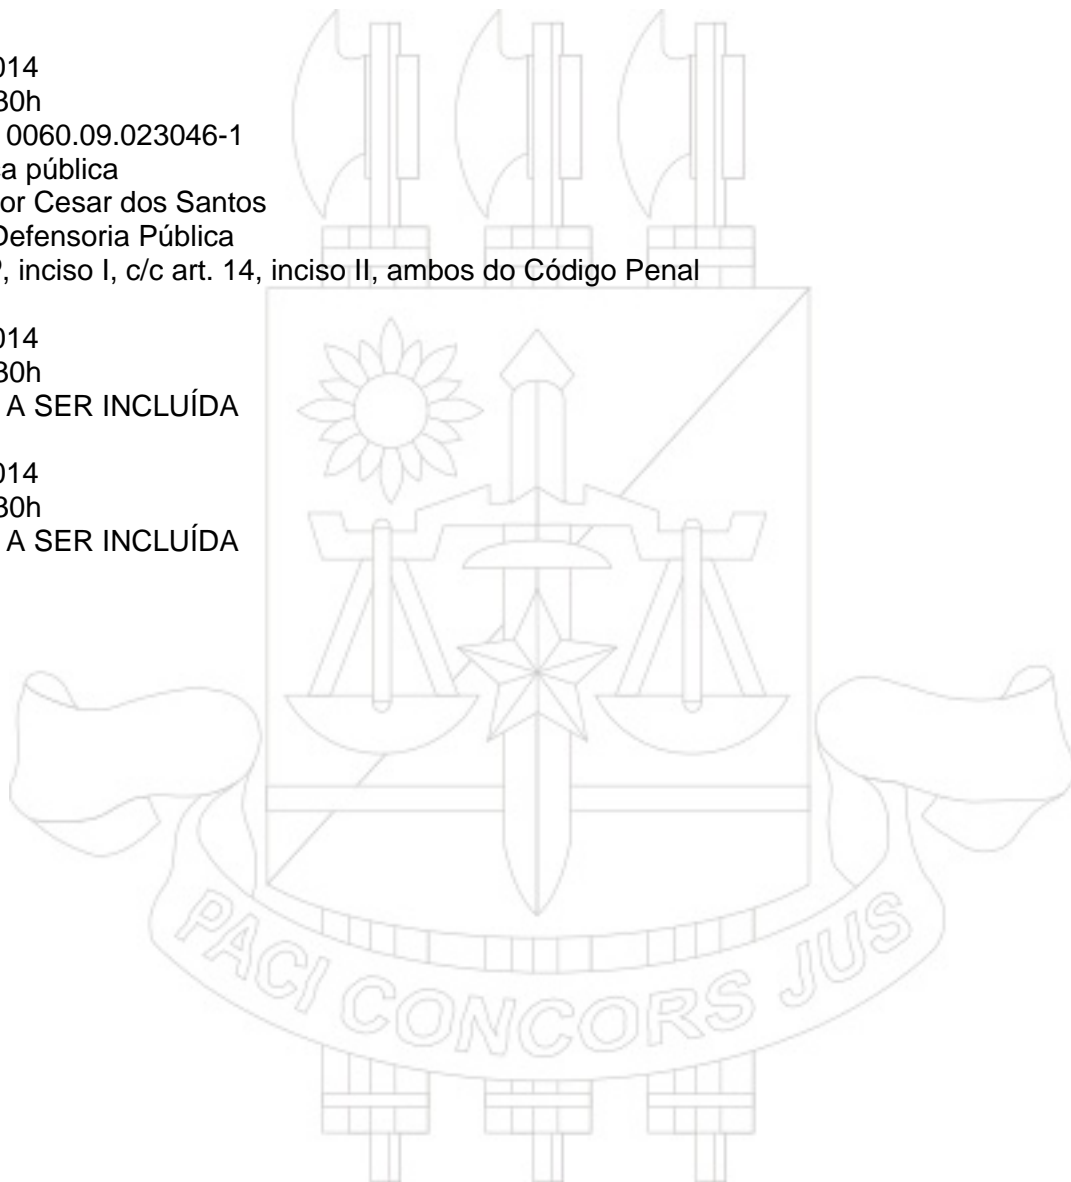 014
30h
0060.09.023046-1
a pública
or Cesar dos Santos
Defensoria Pública
, inciso I, c/c art. 14, inciso II, ambos do Código Penal
014
30h
A SER INCLUÍDA
014
30h
A SER INCLUÍDA
PACI CONCORS JUS